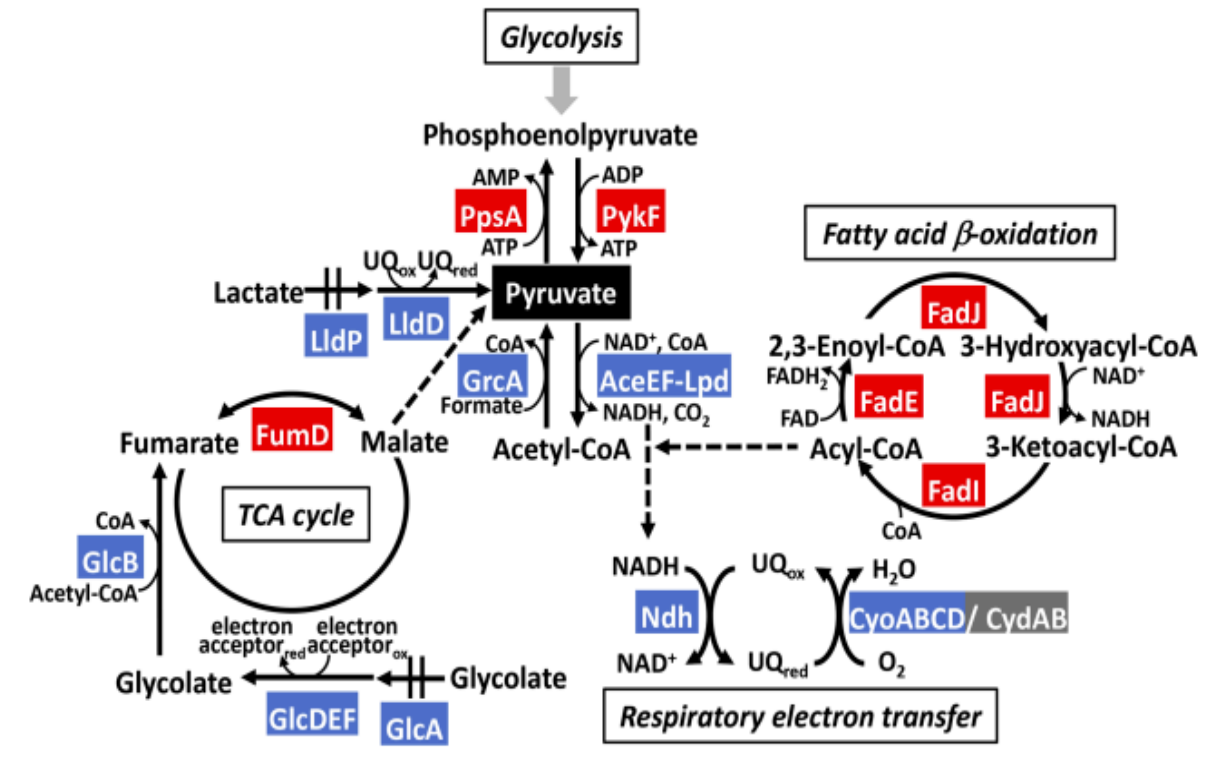 Glycolysis
Phosphoenolpyruvate
AMP
ADP
PpsA
PykF
ATP
ATP
Fatty acid β-oxidation
UQox UQred
Lactate
Pyruvate
LldP
LldD
FadJ
CoA
NAD⁺, CoA
2,3-Enoyl-CoA
3-Hydroxyacyl-CoA
GrcA
AceEF-Lpd
FADH₂
NAD⁺
Formate
NADH, CO₂
FadE
FadJ
FAD
NADH
Fumarate
FumD
Malate
Acetyl-CoA
Acyl-CoA
3-Ketoacyl-CoA
FadI
TCA cycle
CoA
CoA
GlcB
Acetyl-CoA
NADH
UQox
H₂O
Ndh
CyoABCD/ CydAB
electron
acceptorred
electron
acceptorox
NAD⁺
UQred
O₂
Glycolate
Glycolate
GlcDEF
GlcA
Respiratory electron transfer